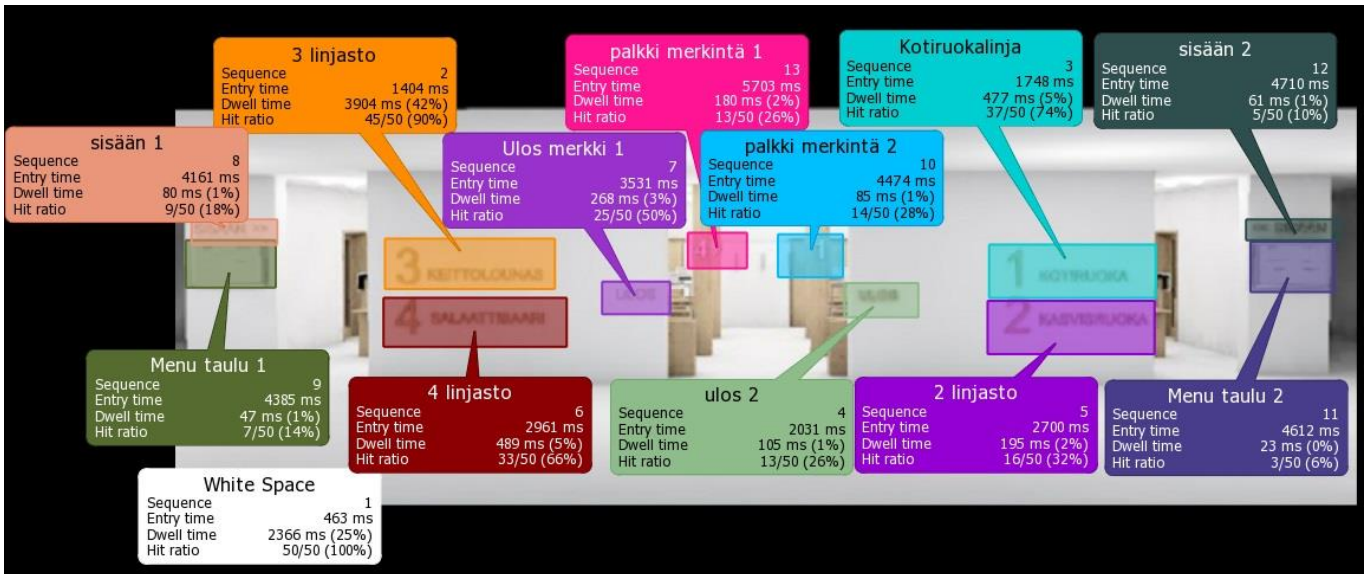 3 linjasto
Sequence 2
Entry time 1404 ms
Dwell time 3904 ms (42%)
Hit ratio 45/50 (90%)
palkki merkintä 1
Sequence 13
Entry time 5703 ms
Dwell time 180 ms (2%)
Hit ratio 13/50 (26%)
Kotiruokalinja
Sequence 3
Entry time 1748 ms
Dwell time 477 ms (5%)
Hit ratio 37/50 (74%)
sisään 2
Sequence 12
Entry time 4710 ms
Dwell time 61 ms (1%)
Hit ratio 5/50 (10%)
sisään 1
Sequence 8
Entry time 4161 ms
Dwell time 80 ms (1%)
Hit ratio 9/50 (18%)
Ulos merkki 1
Sequence 7
Entry time 3531 ms
Dwell time 268 ms (3%)
Hit ratio 25/50 (50%)
palkki merkintä 2
Sequence 10
Entry time 4474 ms
Dwell time 85 ms (1%)
Hit ratio 14/50 (28%)
3 KEITTOLOUNAS
4 SALAATTIBAARI
ULOS
ULOS
1 KOTIRUOKA
2 KASVISRUOKA
Menu taulu 1
Sequence 9
Entry time 4385 ms
Dwell time 47 ms (1%)
Hit ratio 7/50 (14%)
4 linjasto
Sequence 6
Entry time 2961 ms
Dwell time 489 ms (5%)
Hit ratio 33/50 (66%)
ulos 2
Sequence 4
Entry time 2031 ms
Dwell time 105 ms (1%)
Hit ratio 13/50 (26%)
2 linjasto
Sequence 5
Entry time 2700 ms
Dwell time 195 ms (2%)
Hit ratio 16/50 (32%)
Menu taulu 2
Sequence 11
Entry time 4612 ms
Dwell time 23 ms (0%)
Hit ratio 3/50 (6%)
White Space
Sequence 1
Entry time 463 ms
Dwell time 2366 ms (25%)
Hit ratio 50/50 (100%)